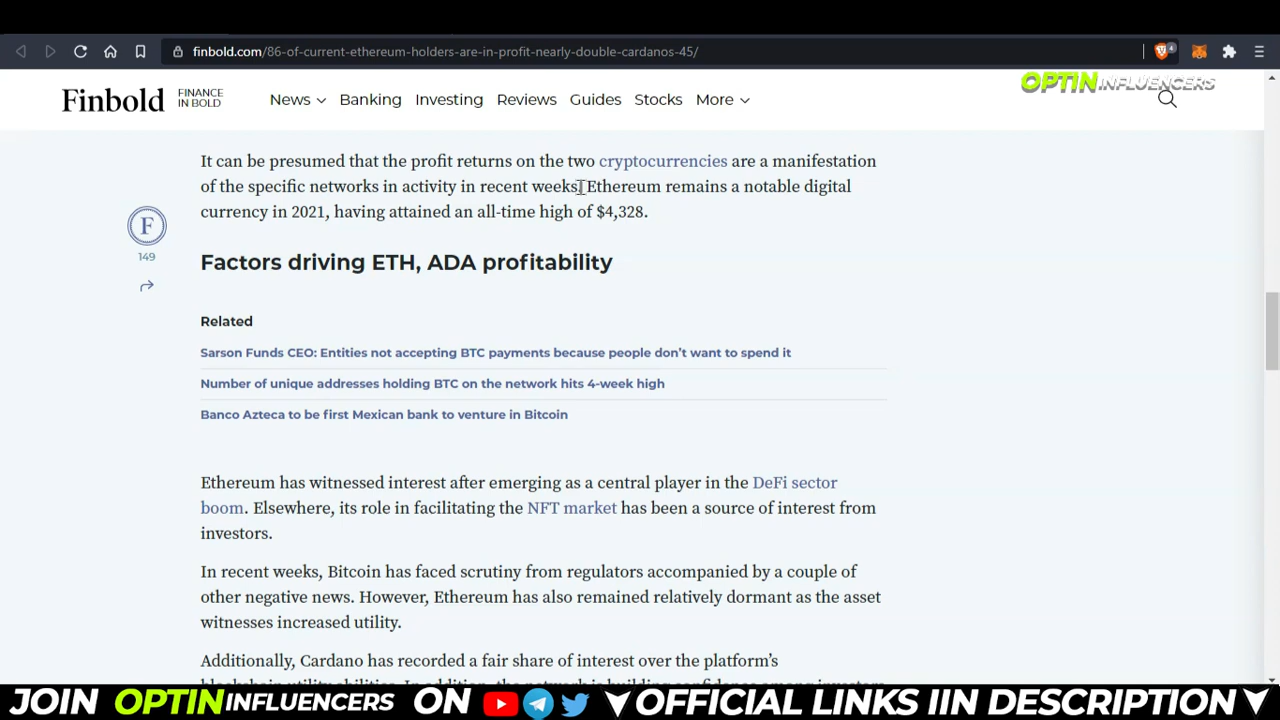 finbold.com/86-of-current-ethereum-holders-are-in-profit-nearly-double-cardanos-45/
4
OPTIN INFLUENCERS
Finbold FINANCE IN BOLD News Banking Investing Reviews Guides Stocks More
It can be presumed that the profit returns on the two cryptocurrencies are a manifestation
of the specific networks in activity in recent weeks. Ethereum remains a notable digital
currency in 2021, having attained an all-time high of $4,328.
F
149
Factors driving ETH, ADA profitability
Related
Sarson Funds CEO: Entities not accepting BTC payments because people don’t want to spend it
Number of unique addresses holding BTC on the network hits 4-week high
Banco Azteca to be first Mexican bank to venture in Bitcoin
Ethereum has witnessed interest after emerging as a central player in the DeFi sector
boom. Elsewhere, its role in facilitating the NFT market has been a source of interest from
investors.
In recent weeks, Bitcoin has faced scrutiny from regulators accompanied by a couple of
other negative news. However, Ethereum has also remained relatively dormant as the asset
witnesses increased utility.
Additionally, Cardano has recorded a fair share of interest over the platform’s
JOIN OPTIN INFLUENCERS ON OFFICIAL LINKS IIN DESCRIPTION